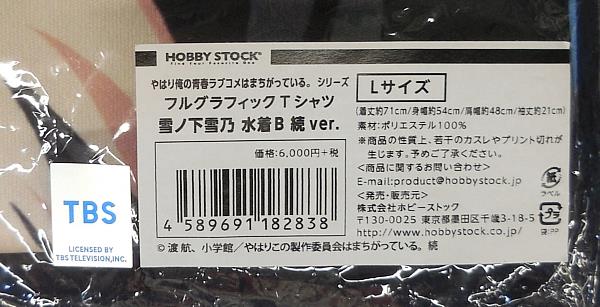 HOBBY STOCK®
Find Your Favorite One
やはり俺の青春ラブコメはまちがっている。シリーズ
フルグラフィックTシャツ
雪ノ下雪乃 水着B 続 ver.
価格:6,000円+税
4 589691 182838
Lサイズ
(着丈約71cm/身幅約54cm/肩幅約48cm/袖丈約21cm)
素材:ポリエステル100%
※商品の性質上、若干のカスレやプリント切れが
生じます。予めご了承ください。
<商品に関するお問い合わせ>
E-mail:product@hobbystock.jp
<発売・販売元>
株式会社ホビーストック
〒130-0025 東京都墨田区千歳3-18-5
http://www.hobbystock.co.jp/
紙
ラベル
プラ
袋:PP
© 渡 航、小学館/やはりこの製作委員会はまちがっている。続
TBS
LICENSED BY
TBS TELEVISION,INC.